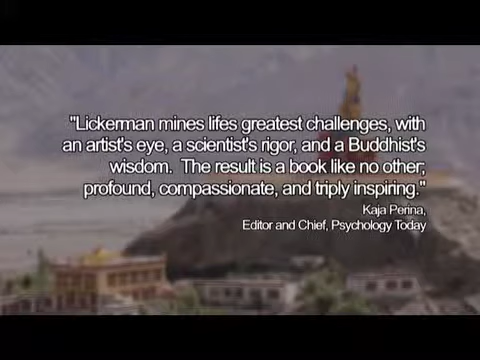 "Lickerman mines lifes greatest challenges, with
an artist's eye, a scientist's rigor, and a Buddhist's
wisdom. The result is a book like no other;
profound, compassionate, and triply inspiring."
Kaja Perina,
Editor and Chief, Psychology Today